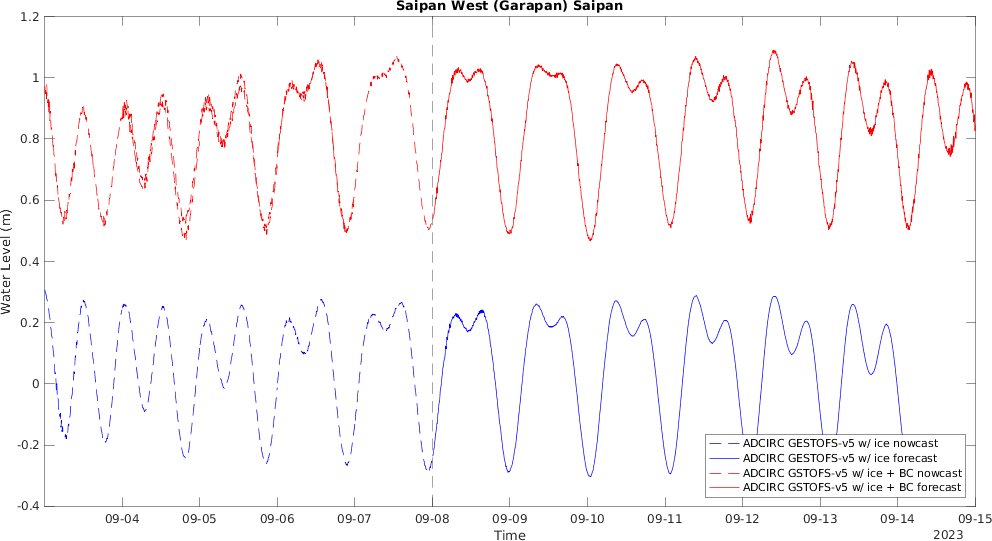 Saipan West (Garapan) Saipan
1.2
1
0.8
0.6
0.4
0.2
0
-0.2
-0.4
Water Level (m)
ADCIRC GESTOFS-v5 w/ ice nowcast
ADCIRC GESTOFS-v5 w/ ice forecast
ADCIRC GSTOFS-v5 w/ ice + BC nowcast
ADCIRC GSTOFS-v5 w/ ice + BC forecast
09-04 09-05 09-06 09-07 09-08 09-09 09-10 09-11 09-12 09-13 09-14 09-15
Time
2023